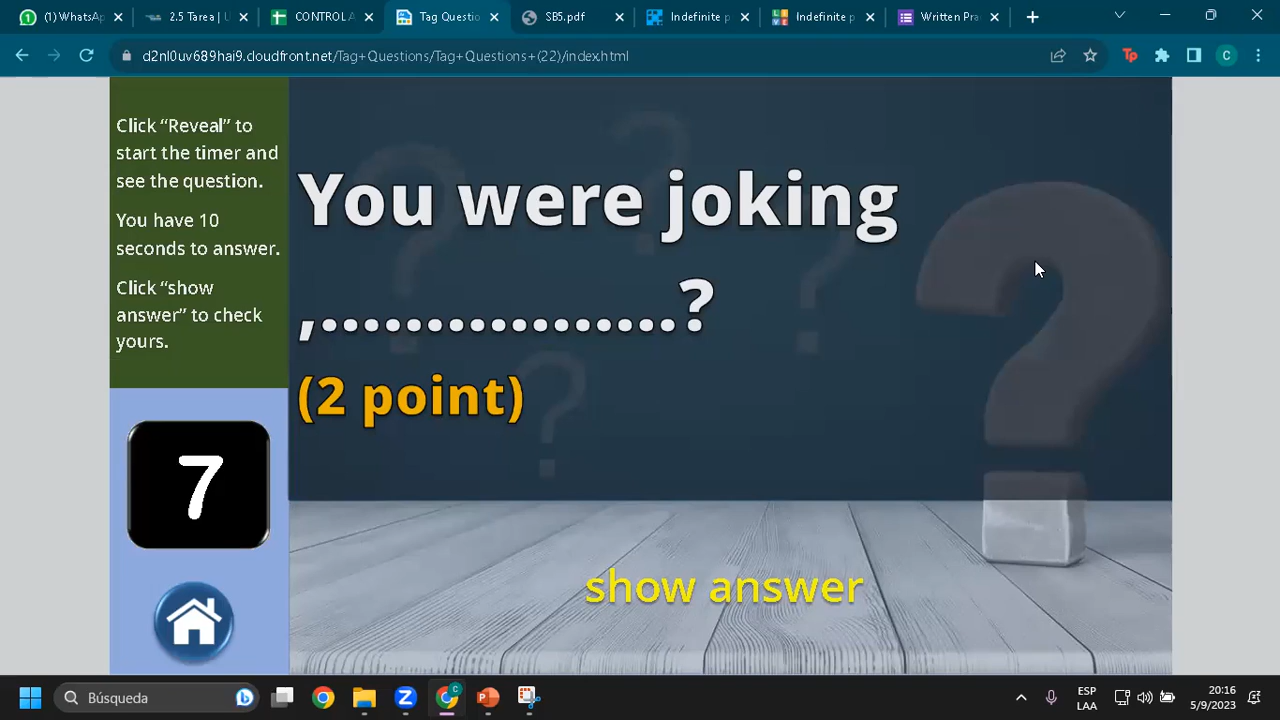 (1) WhatsA
2.5 Tarea | U
CONTROL A
Tag Questio
SB5.pdf
Indefinite p
Indefinite p
Written Pra
d2nl0uv689hai9.cloudfront.net/Tag+Questions/Tag+Questions+(22)/index.html
Click “Reveal” to
start the timer and
see the question.
You have 10
seconds to answer.
Click “show
answer” to check
yours.
You were joking
,.................?
(2 point)
7
show answer
Búsqueda
ESP
LAA
20:16
5/9/2023